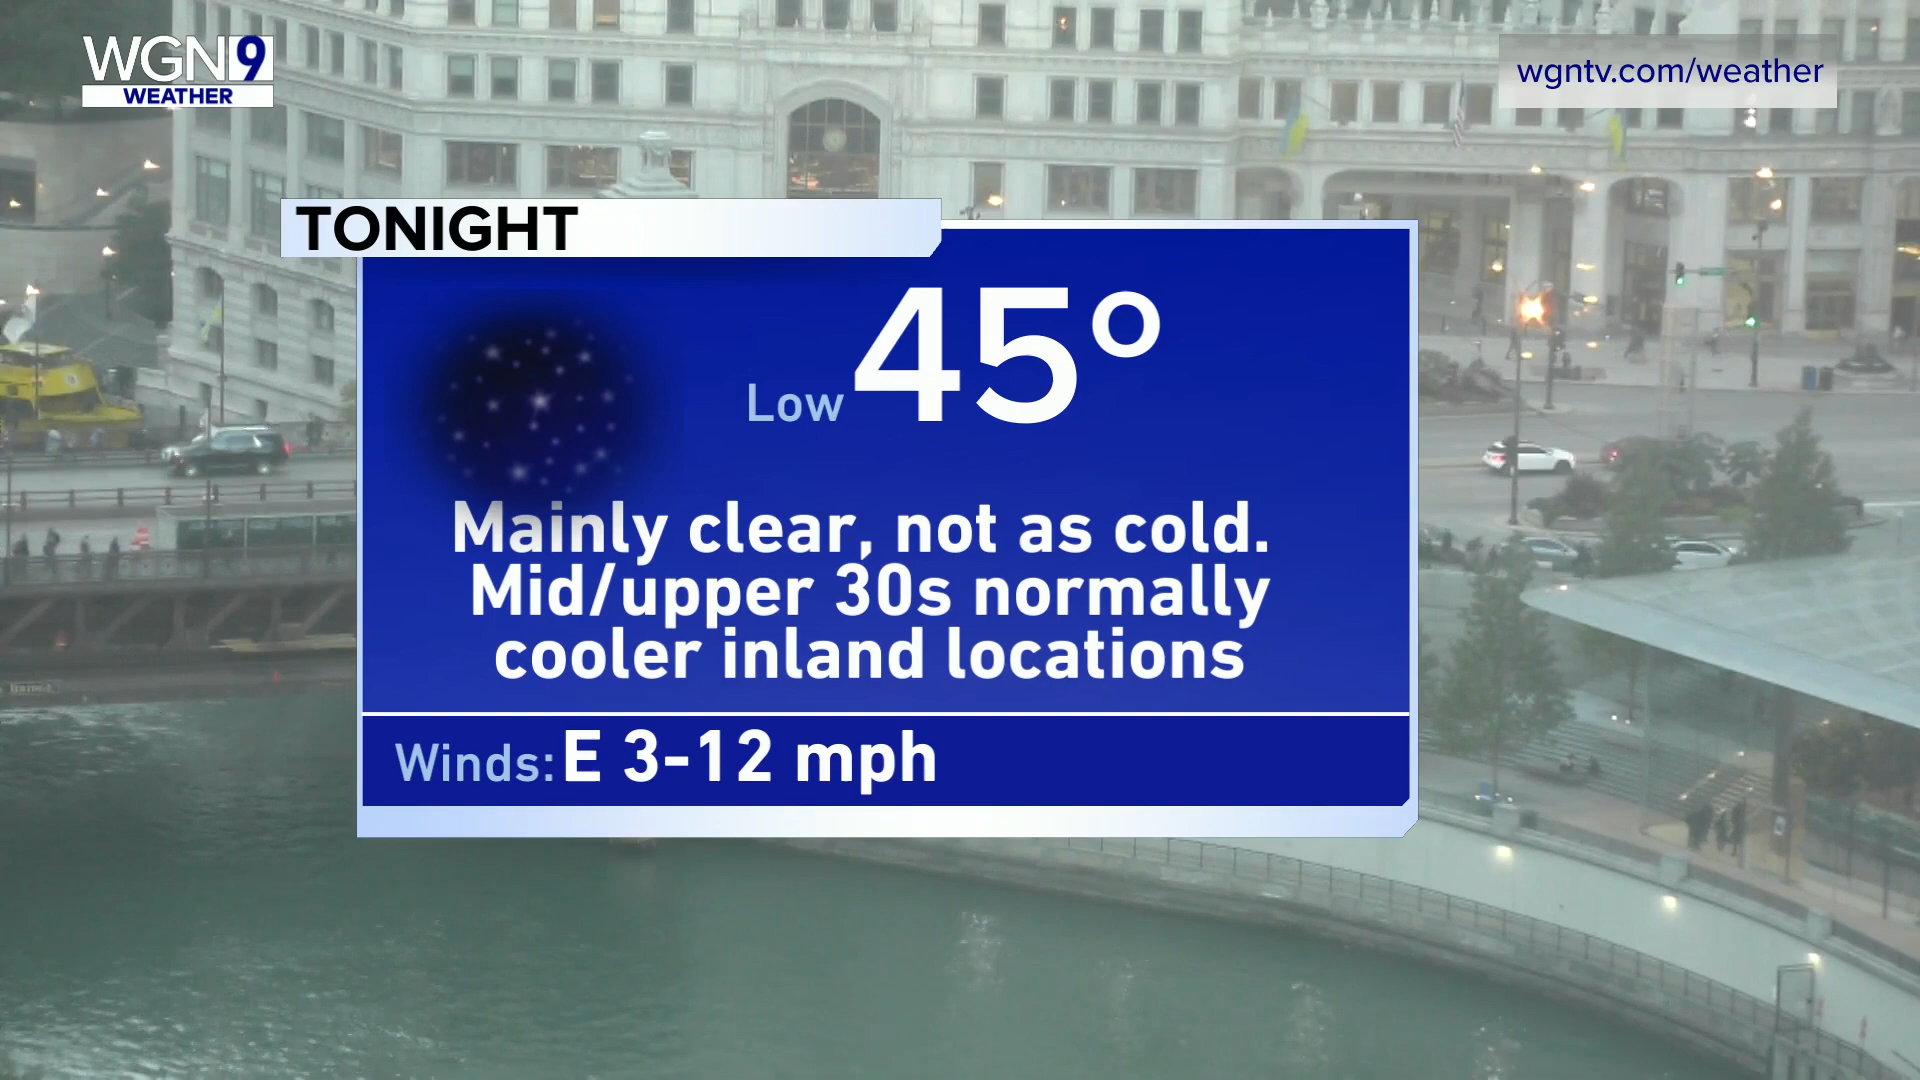 WGN9
WEATHER
wgntv.com/weather
TONIGHT
Low 45°
Mainly clear, not as cold.
Mid/upper 30s normally
cooler inland locations
Winds: E 3-12 mph